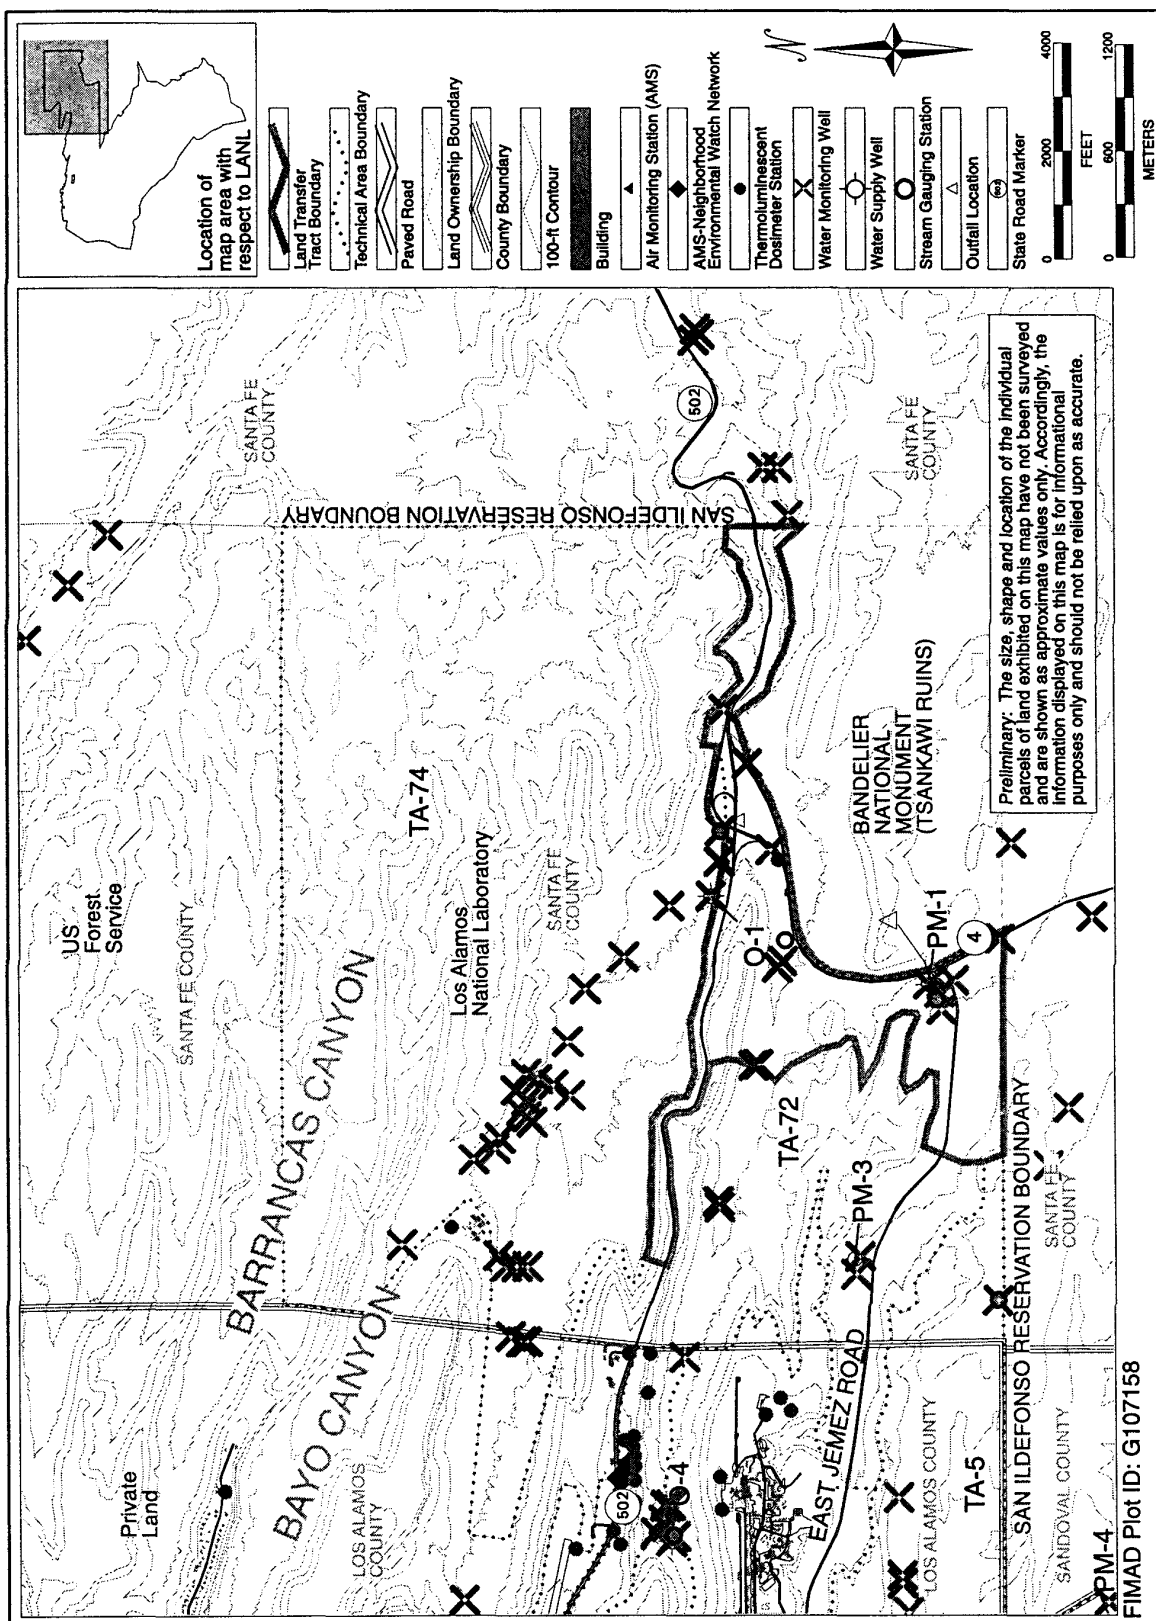 Location of
map area with
respect to LANL
Land Transfer
Tract Boundary
Technical Area Boundary
Paved Road
Land Ownership Boundary
County Boundary
100-ft Contour
Building
Air Monitoring Station (AMS)
AMS-Neighborhood
Environmental Watch Network
Thermoluminescent
Dosimeter Station
Water Monitoring Well
Water Supply Well
Stream Gauging Station
Outfall Location
502
State Road Marker
N
0 2000 4000
FEET
0 600 1200
METERS
Private
Land
US
Forest
Service
SANTA FE
COUNTY
SANTA FE COUNTY
BARRANCAS CANYON
BAYO CANYON
LOS ALAMOS
COUNTY
TA-74
Los Alamos
National Laboratory
SANTA FE
COUNTY
SAN ILDEFONSO RESERVATION BOUNDARY
502
502
O-4
O-1
TA-72
PM-3
EAST JEMEZ ROAD
BANDELIER
NATIONAL
MONUMENT
(TSANKAWI RUINS)
PM-1
4
SANTA FE
COUNTY
LOS ALAMOS COUNTY
TA-5
SAN ILDEFONSO RESERVATION BOUNDARY
SANDOVAL COUNTY
SANTA FE
COUNTY
PM-4
Preliminary: The size, shape and location of the individual
parcels of land exhibited on this map have not been surveyed
and are shown as approximate values only. Accordingly, the
information displayed on this map is for informational
purposes only and should not be relied upon as accurate.
FIMAD Plot ID: G107158